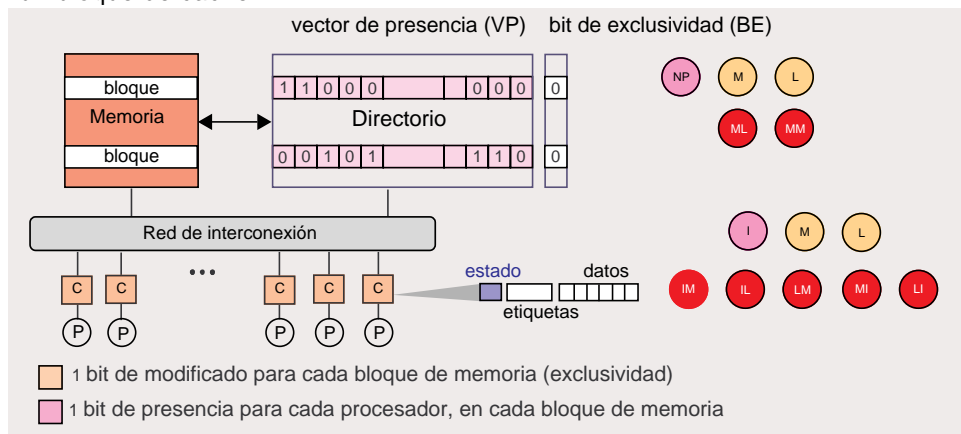 vector de presencia (VP) bit de exclusividad (BE)
bloque 1 1 0 0 0 0 0 0 0 NP M L
Memoria Directorio ML MM
bloque 0 0 1 0 1 1 1 0 0
Red de interconexión I M L
C C ... C C C estado datos IM IL LM MI LI
etiquetas
P P P P P
1 bit de modificado para cada bloque de memoria (exclusividad)
1 bit de presencia para cada procesador, en cada bloque de memoria